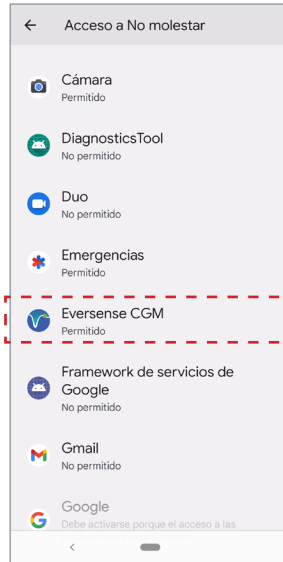 Acceso a No molestar
Cámara
Permitido
DiagnosticsTool
No permitido
Duo
No permitido
Emergencias
Permitido
Eversense CGM
Permitido
Framework de servicios de
Google
No permitido
Gmail
No permitido
Google
Debe activarse porque el acceso a las